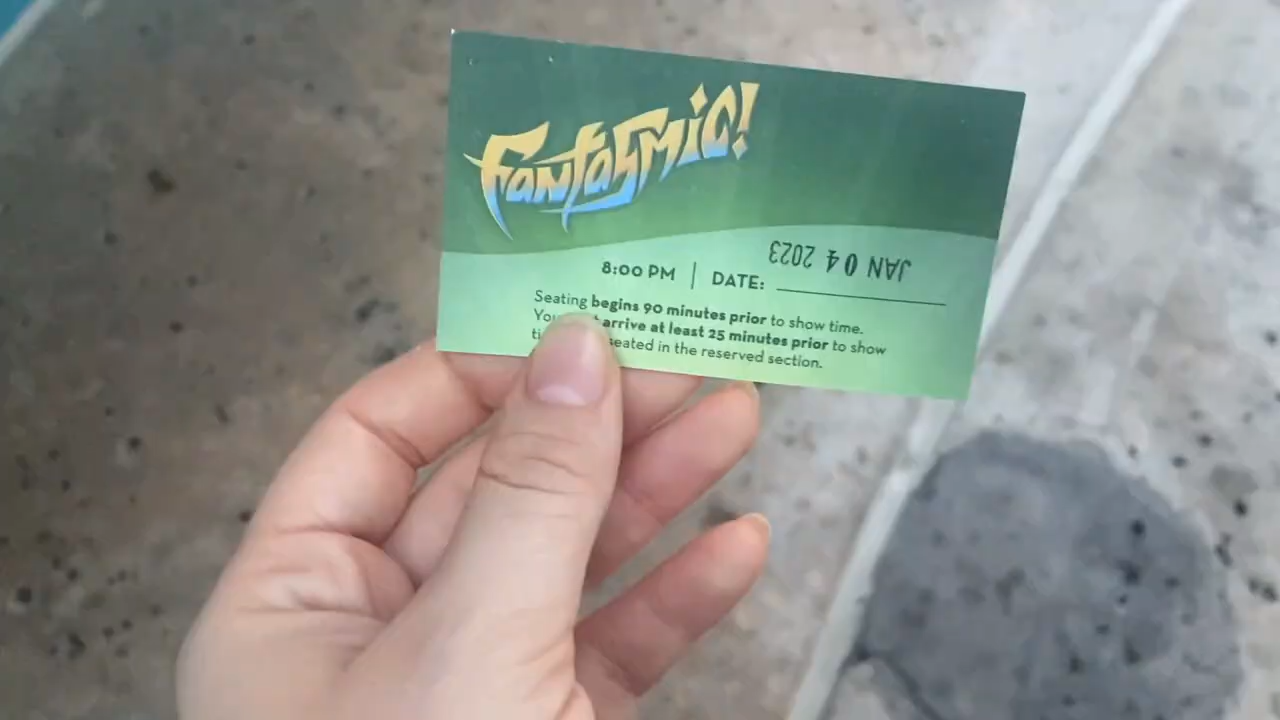 Fantasmic!
8:00 PM | DATE: JAN 04 2023
Seating begins 90 minutes prior to show time.
You arrive at least 25 minutes prior to show
seated in the reserved section.